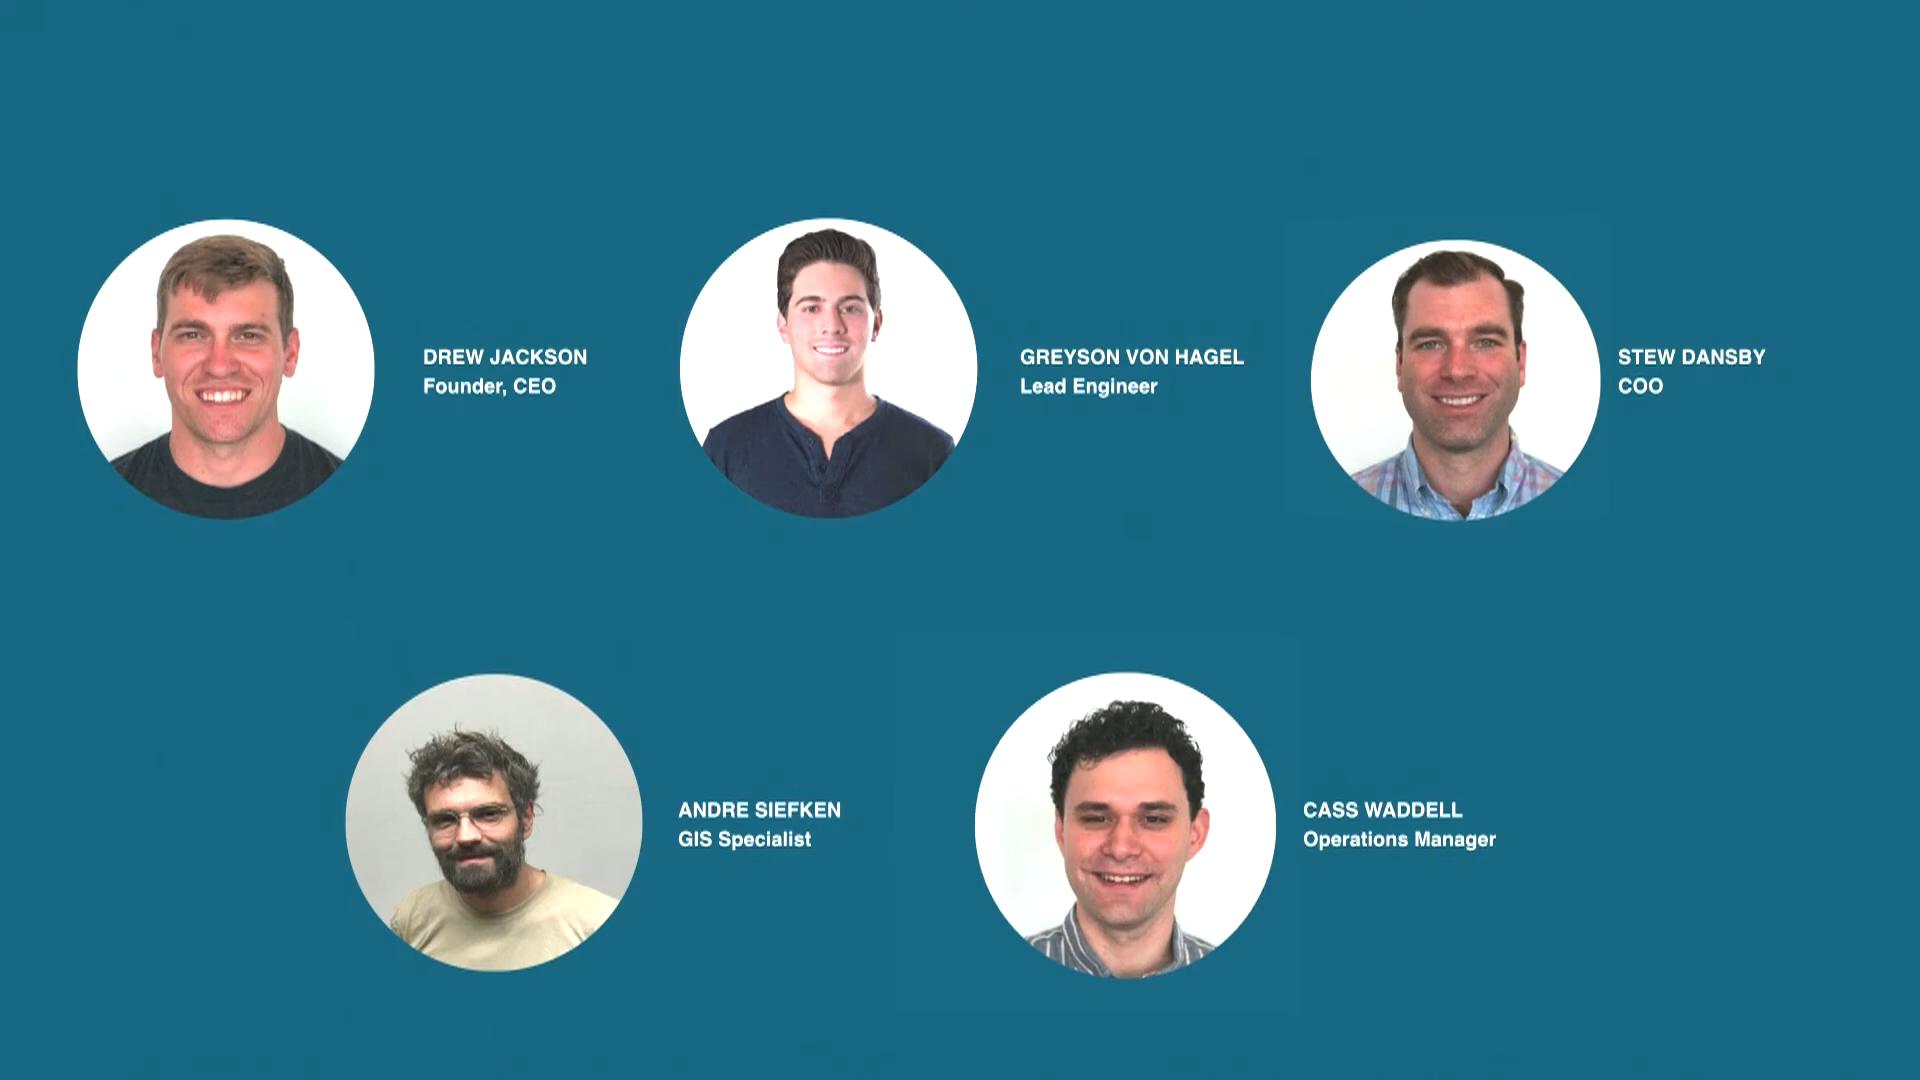 DREW JACKSON
Founder, CEO
GREYSON VON HAGEL
Lead Engineer
STEW DANSBY
COO
ANDRE SIEFKEN
GIS Specialist
CASS WADDELL
Operations Manager